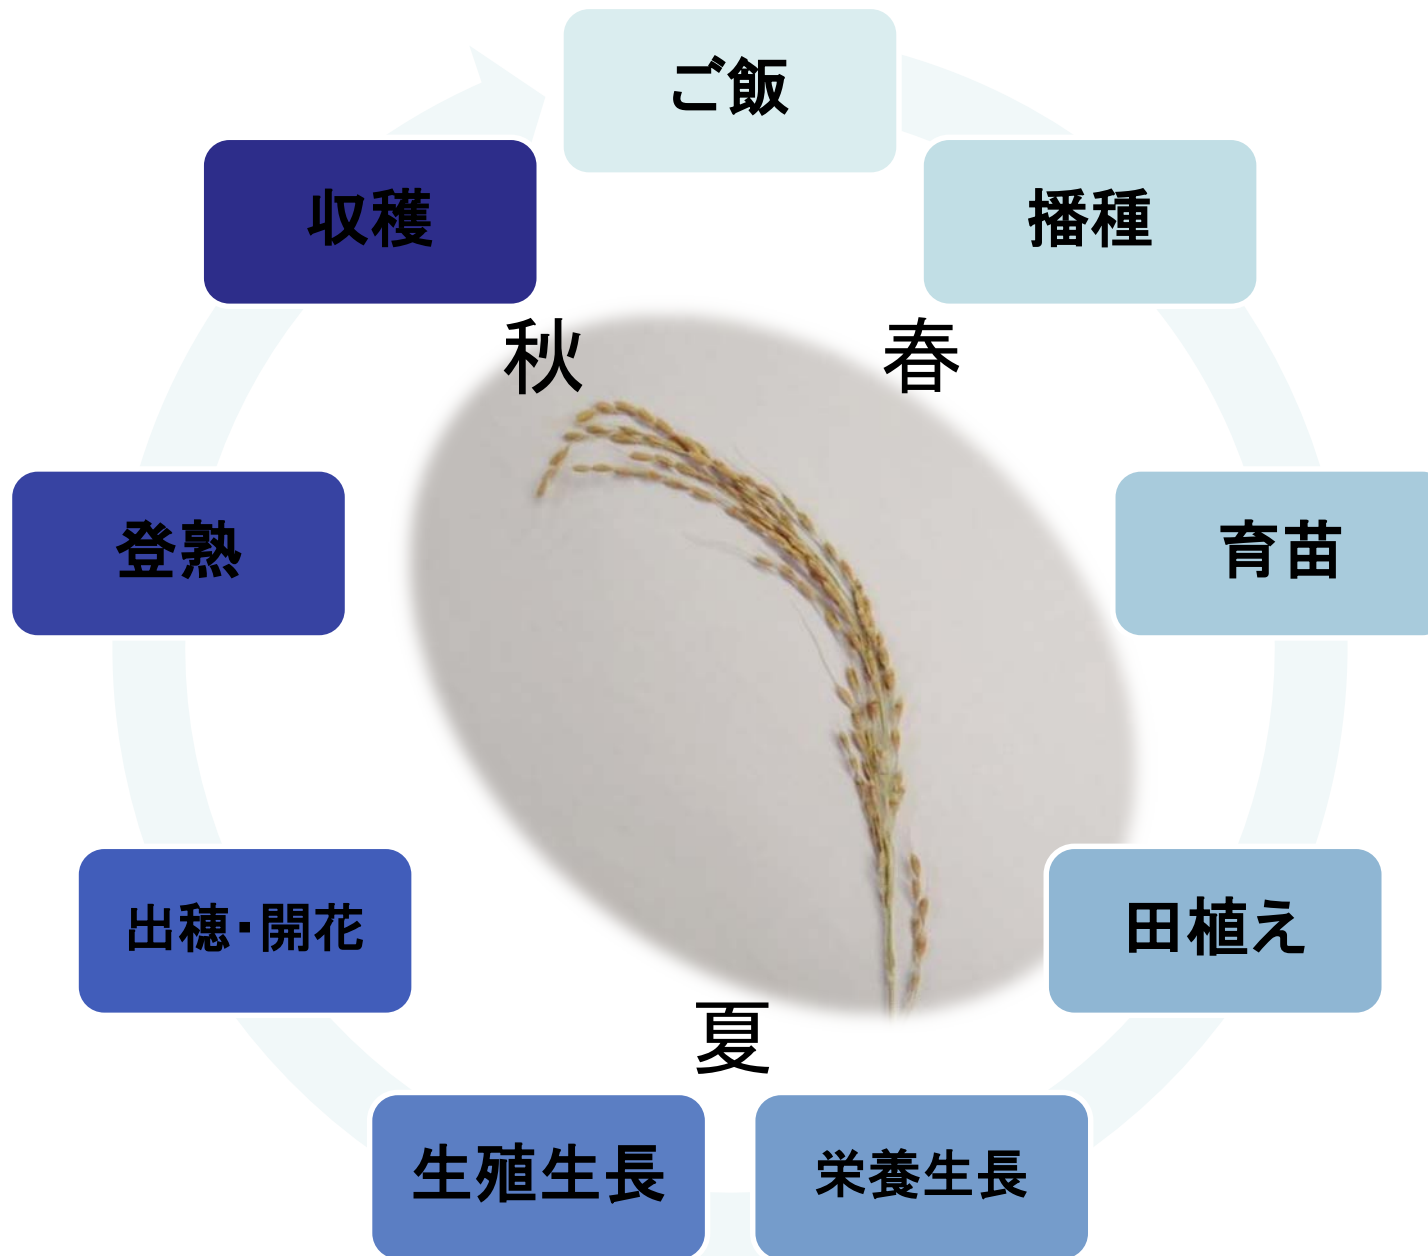 ご飯
播種
育苗
田植え
栄養生長
生殖生長
出穂・開花
登熟
収穫
春
夏
秋